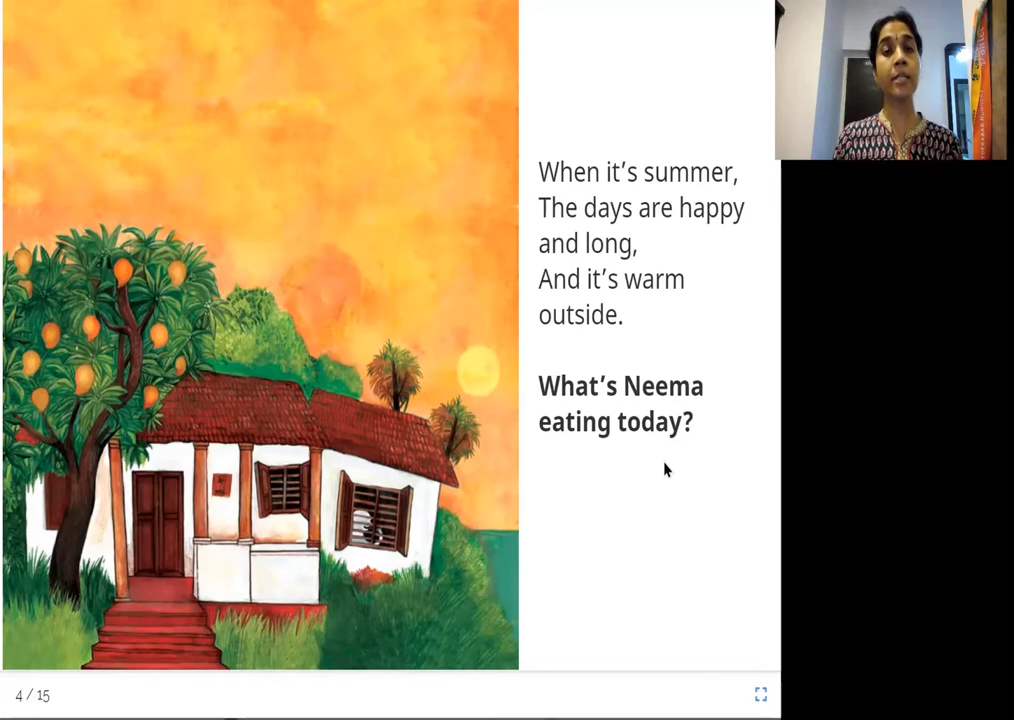 When it’s summer,
The days are happy
and long,
And it’s warm
outside.
What’s Neema
eating today?
4 / 15